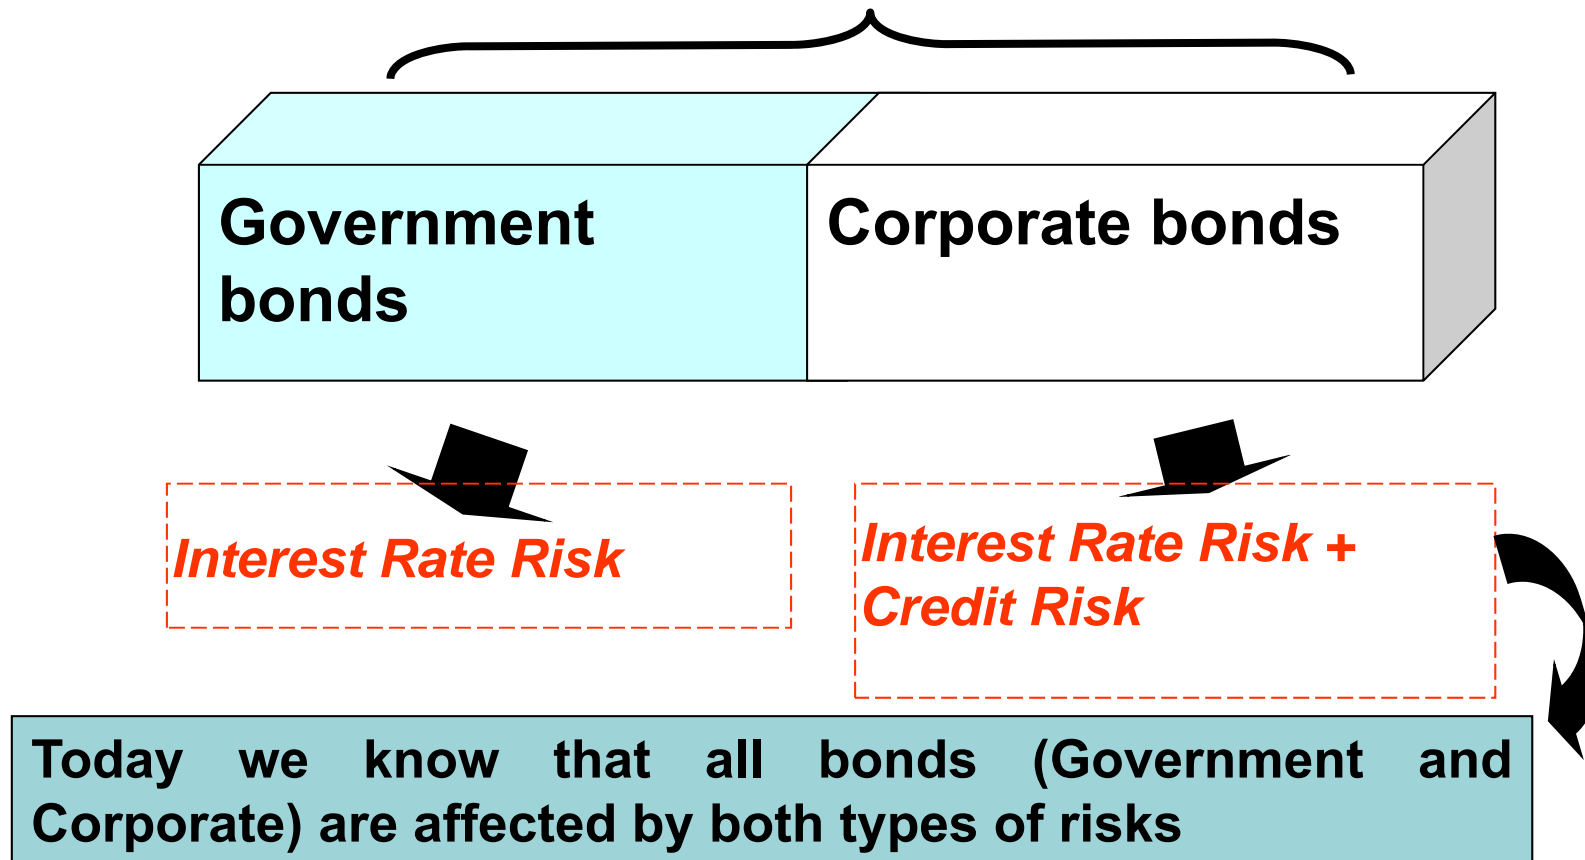 Government
bonds
Corporate bonds
Interest Rate Risk
Interest Rate Risk +
Credit Risk
Today we know that all bonds (Government and
Corporate) are affected by both types of risks